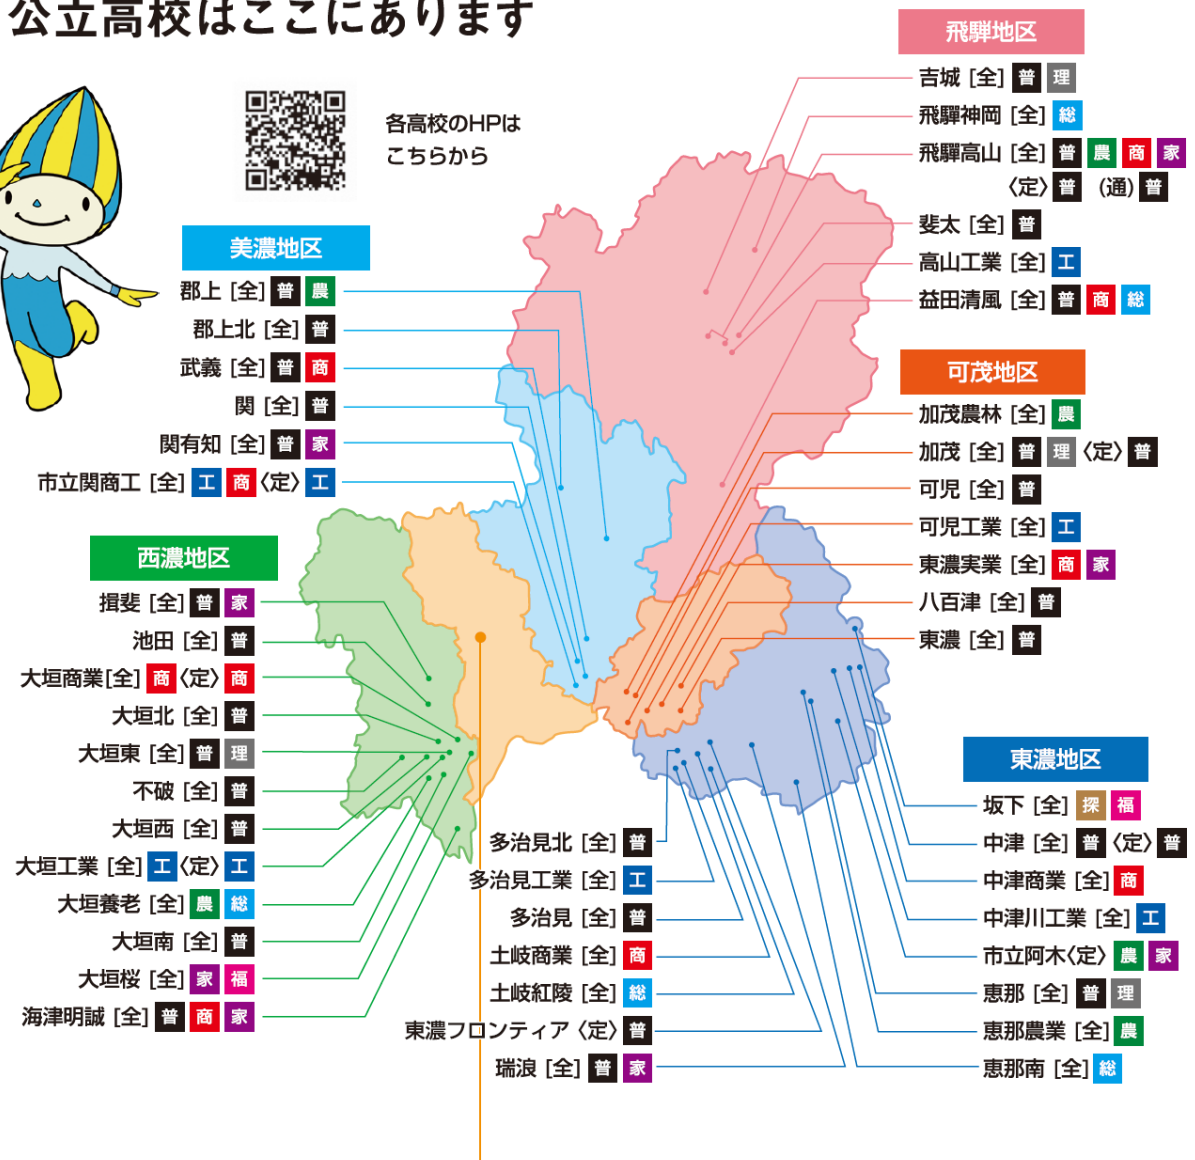 公立高校はここにあります
各高校のHPは
こちらから
美濃地区
郡上 [全] 普 農
郡上北 [全] 普
武義 [全] 普 商
関 [全] 普
関有知 [全] 普 家
市立関商工 [全] 工 商 〈定〉 工
西濃地区
揖斐 [全] 普 家
池田 [全] 普
大垣商業[全] 商 〈定〉 商
大垣北 [全] 普
大垣東 [全] 普 理
不破 [全] 普
大垣西 [全] 普
大垣工業 [全] 工 〈定〉 工
大垣養老 [全] 農 総
大垣南 [全] 普
大垣桜 [全] 家 福
海津明誠 [全] 普 商 家
飛騨地区
吉城 [全] 普 理
飛騨神岡 [全] 総
飛騨高山 [全] 普 農 商 家
〈定〉 普 (通) 普
斐太 [全] 普
高山工業 [全] 工
益田清風 [全] 普 商 総
可茂地区
加茂農林 [全] 農
加茂 [全] 普 理 〈定〉 普
可児 [全] 普
可児工業 [全] 工
東濃実業 [全] 商 家
八百津 [全] 普
東濃 [全] 普
東濃地区
多治見北 [全] 普
多治見工業 [全] 工
多治見 [全] 普
土岐商業 [全] 商
土岐紅陵 [全] 総
東濃フロンティア 〈定〉 普
瑞浪 [全] 普 家
坂下 [全] 探 福
中津 [全] 普 〈定〉 普
中津商業 [全] 商
中津川工業 [全] 工
市立阿木〈定〉 農 家
恵那 [全] 普 理
恵那農業 [全] 農
恵那南 [全] 総